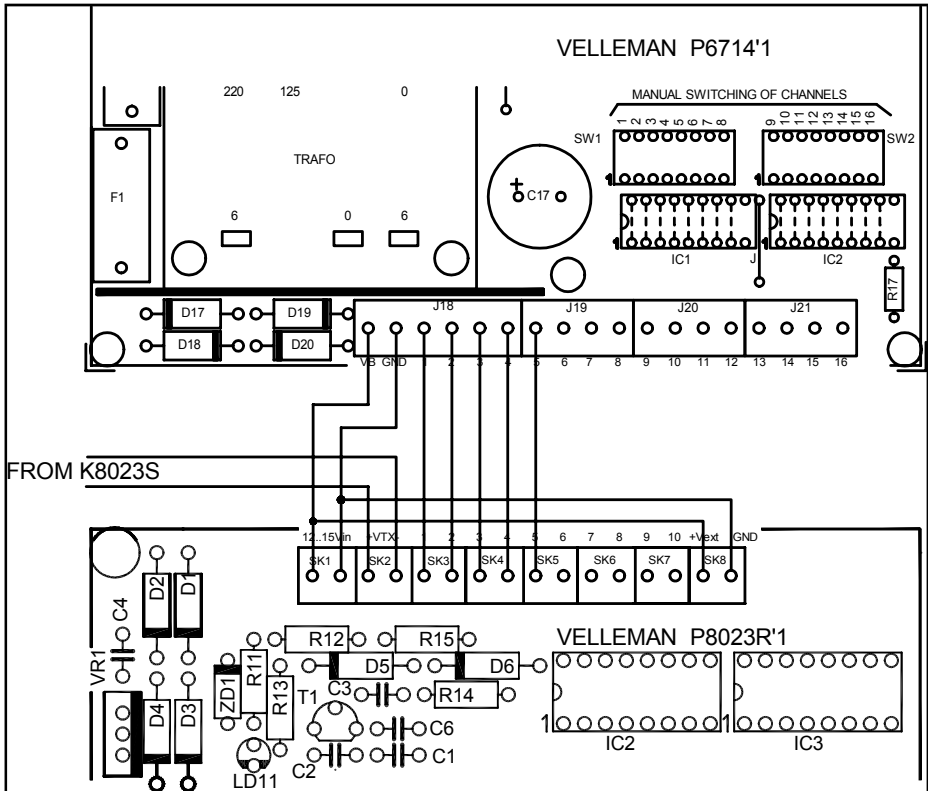 VELLEMAN P6714'1
220 125 0
MANUAL SWITCHING OF CHANNELS
1 2 3 4 5 6 7 8
9 10 11 12 13 14 15 16
SW1
SW2
TRAFO
F1
+
C17
1
1
6 0 6
1
1
IC1
J
IC2
R17
D17
D19
J18
J19
J20
J21
D18
D20
VB GND 1 2 3 4 5 6 7 8 9 10 11 12 13 14 15 16
FROM K8023S
12..15Vin +VTX- 1 2 3 4 5 6 7 8 9 10 +Vext GND
SK1 SK2 SK3 SK4 SK5 SK6 SK7 SK8
D2
D1
C4
VR1
D4
D3
ZD1
R11
R13
R12
R15
VELLEMAN P8023R'1
D5
D6
C3
T1
R14
C6
C2
C1
LD11
1
IC2
1
IC3